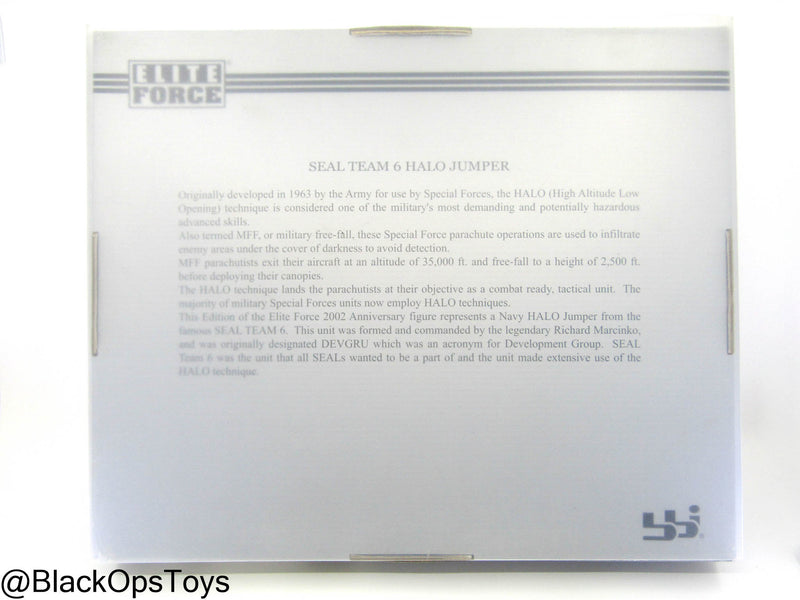 ELITE
FORCE
SEAL TEAM 6 HALO JUMPER
Originally developed in 1963 by the Army for use by Special Forces, the HALO (High Altitude Low
Opening) technique is considered one of the military's most demanding and potentially hazardous
advanced skills.
Also termed MFF, or military free-fall, these Special Force parachute operations are used to infiltrate
enemy areas under the cover of darkness to avoid detection.
MFF parachutists exit their aircraft at an altitude of 35,000 ft. and free-fall to a height of 2,500 ft.
before deploying their canopies.
The HALO technique lands the parachutists at their objective as a combat ready, tactical unit. The
majority of military Special Forces units now employ HALO techniques.
This Edition of the Elite Force 2002 Anniversary figure represents a Navy HALO Jumper from the
famous SEAL TEAM 6. This unit was formed and commanded by the legendary Richard Marcinko,
and was originally designated DEVGRU which was an acronym for Development Group. SEAL
Team 6 was the unit that all SEALs wanted to be a part of and the unit made extensive use of the
HALO technique.
bbi
@BlackOpsToys